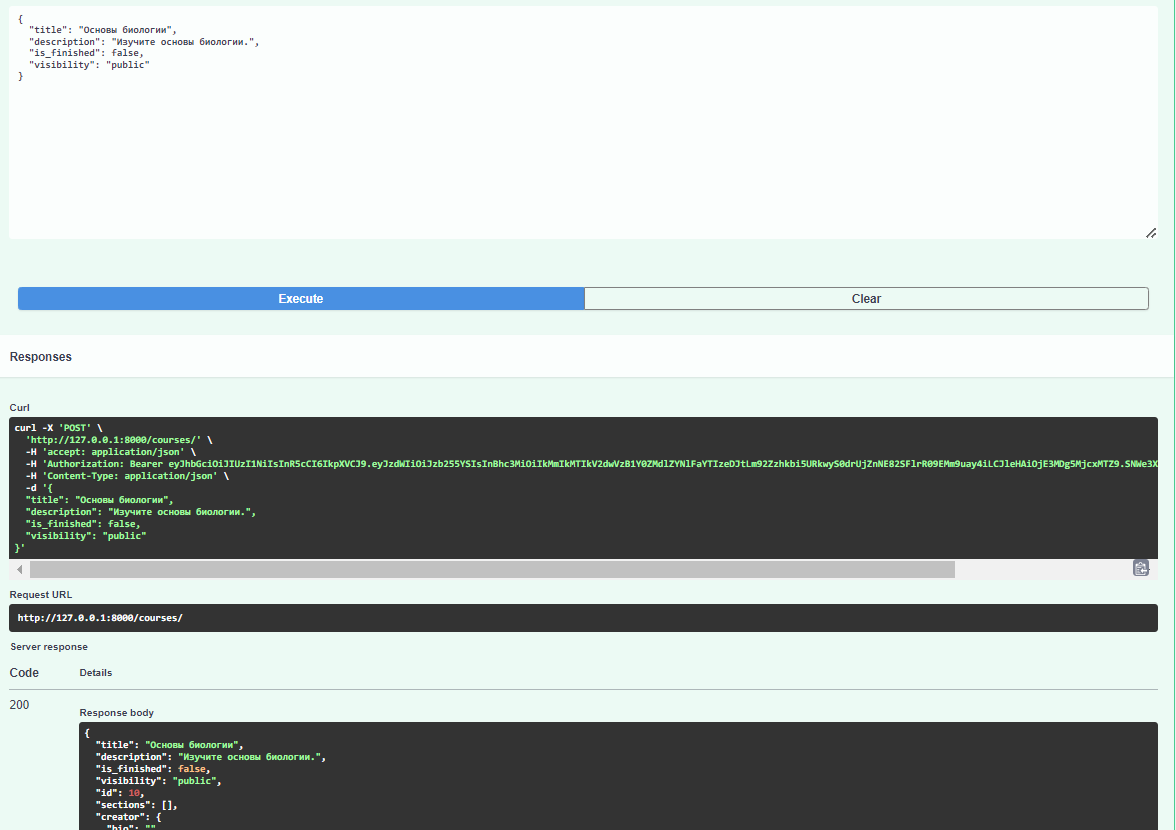 {
"title": "Основы биологии",
"description": "Изучите основы биологии.",
"is_finished": false,
"visibility": "public"
}
Execute
Clear
Responses
Curl
curl -X 'POST' \
'http://127.0.0.1:8000/courses/' \
-H 'accept: application/json' \
-H 'Authorization: Bearer
-H 'Content-Type: application/json' \
-d '{
"title": "Основы биологии",
"description": "Изучите основы биологии.",
"is_finished": false,
"visibility": "public"
}'
Request URL
http://127.0.0.1:8000/courses/
Server response
Code Details
200
Response body
{
"title": "Основы биологии",
"description": "Изучите основы биологии.",
"is_finished": false,
"visibility": "public",
"id": 10,
"sections": [],
"creator": {
"bio": ""